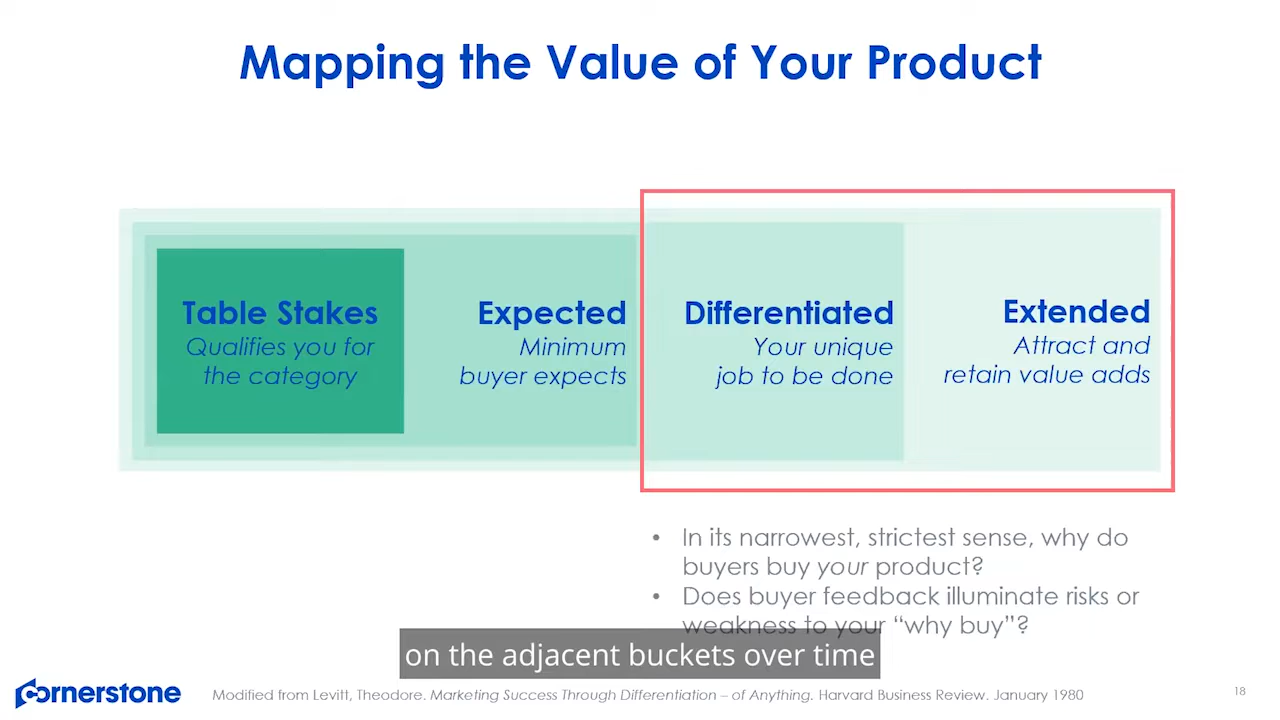 Mapping the Value of Your Product
Table Stakes
Qualifies you for
the category
Expected
Minimum
buyer expects
Differentiated
Your unique
job to be done
Extended
Attract and
retain value adds
• In its narrowest, strictest sense, why do
buyers buy your product?
• Does buyer feedback illuminate risks or
weakness to your “why buy”?
on the adjacent buckets over time
cornerstone
Modified from Levitt, Theodore. Marketing Success Through Differentiation – of Anything. Harvard Business Review. January 1980
18